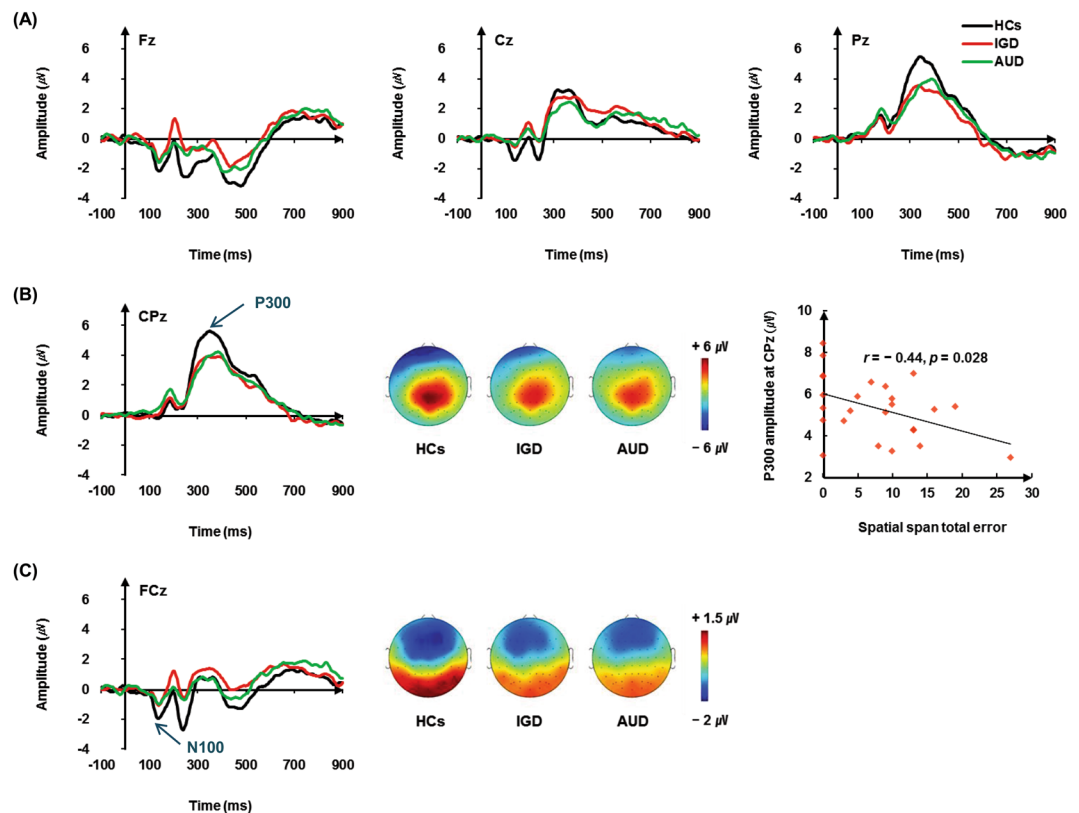 (A)
Fz
Amplitude (㎶)
6
4
2
0
-2
-4
-100 100 300 500 700 900
Time (ms)
Cz
Amplitude (㎶)
6
4
2
0
-2
-4
-100 100 300 500 700 900
Time (ms)
Pz
HCs
IGD
AUD
Amplitude (㎶)
6
4
2
0
-2
-4
-100 100 300 500 700 900
Time (ms)
(B)
CPz
P300
Amplitude (㎶)
6
4
2
0
-2
-4
-100 100 300 500 700 900
Time (ms)
HCs IGD AUD
+ 6 ㎶
− 6 ㎶
P300 amplitude at CPz (㎶)
10
8
6
4
2
r = − 0.44, p = 0.028
0 5 10 15 20 25 30
Spatial span total error
(C)
FCz
Amplitude (㎶)
6
4
2
0
-2
-4
N100
-100 100 300 500 700 900
Time (ms)
HCs IGD AUD
+ 1.5 ㎶
− 2 ㎶